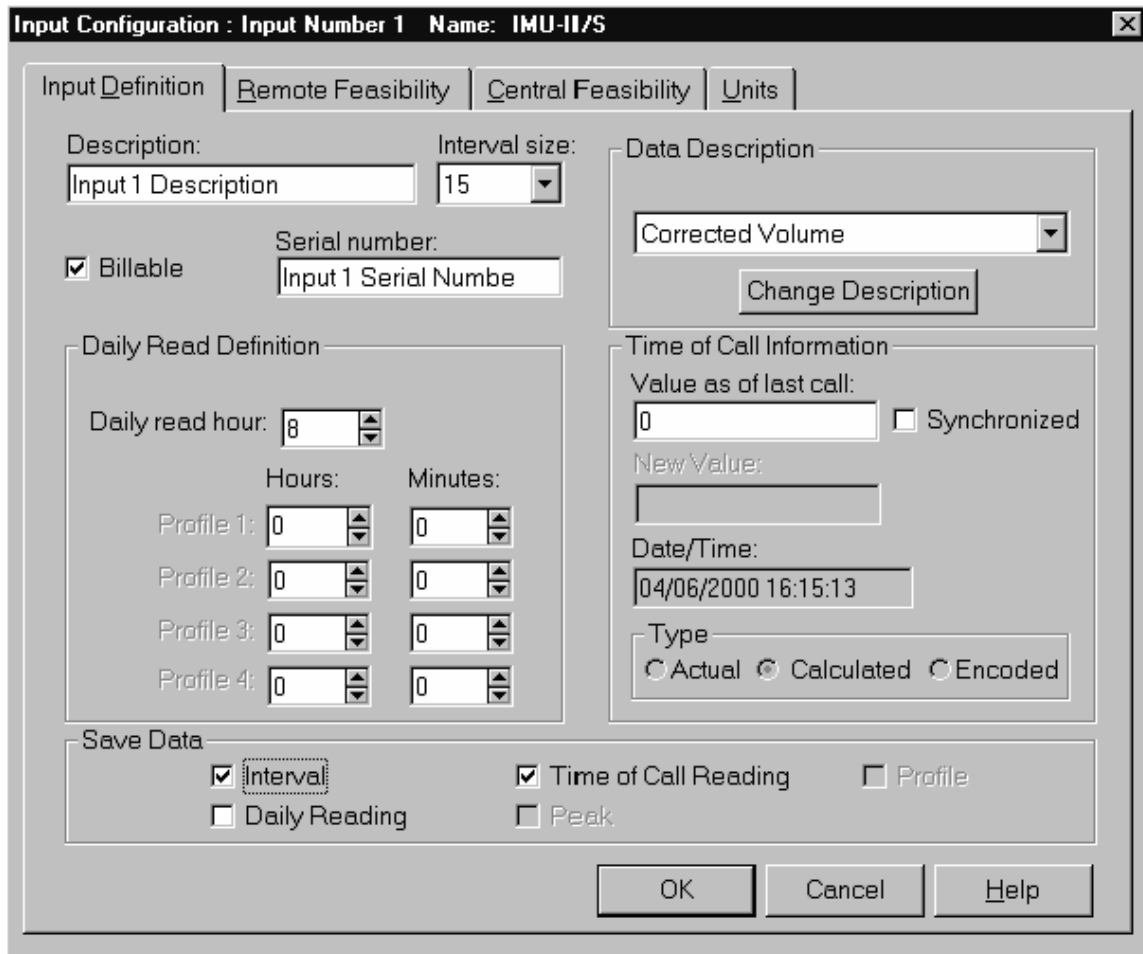 Input Configuration : Input Number 1 Name: IMU-II/S
Input Definition
Remote Feasibility
Central Feasibility
Units
Description:
Interval size:
Input 1 Description
15
Billable
Serial number:
Input 1 Serial Numbe
Data Description
Corrected Volume
Change Description
Daily Read Definition
Daily read hour: 8
Hours: Minutes:
Profile 1: 0 0
Profile 2: 0 0
Profile 3: 0 0
Profile 4: 0 0
Time of Call Information
Value as of last call:
0
Synchronized
New Value:
Date/Time:
04/06/2000 16:15:13
Type
Actual Calculated Encoded
Save Data
Interval Time of Call Reading Profile
Daily Reading Peak
OK Cancel Help